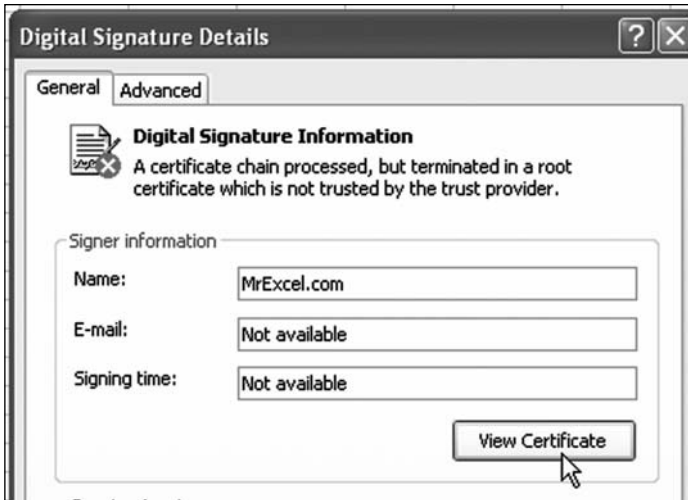 Digital Signature Details
General Advanced
Digital Signature Information
A certificate chain processed, but terminated in a root
certificate which is not trusted by the trust provider.
Signer information
Name: MrExcel.com
E-mail: Not available
Signing time: Not available
View Certificate